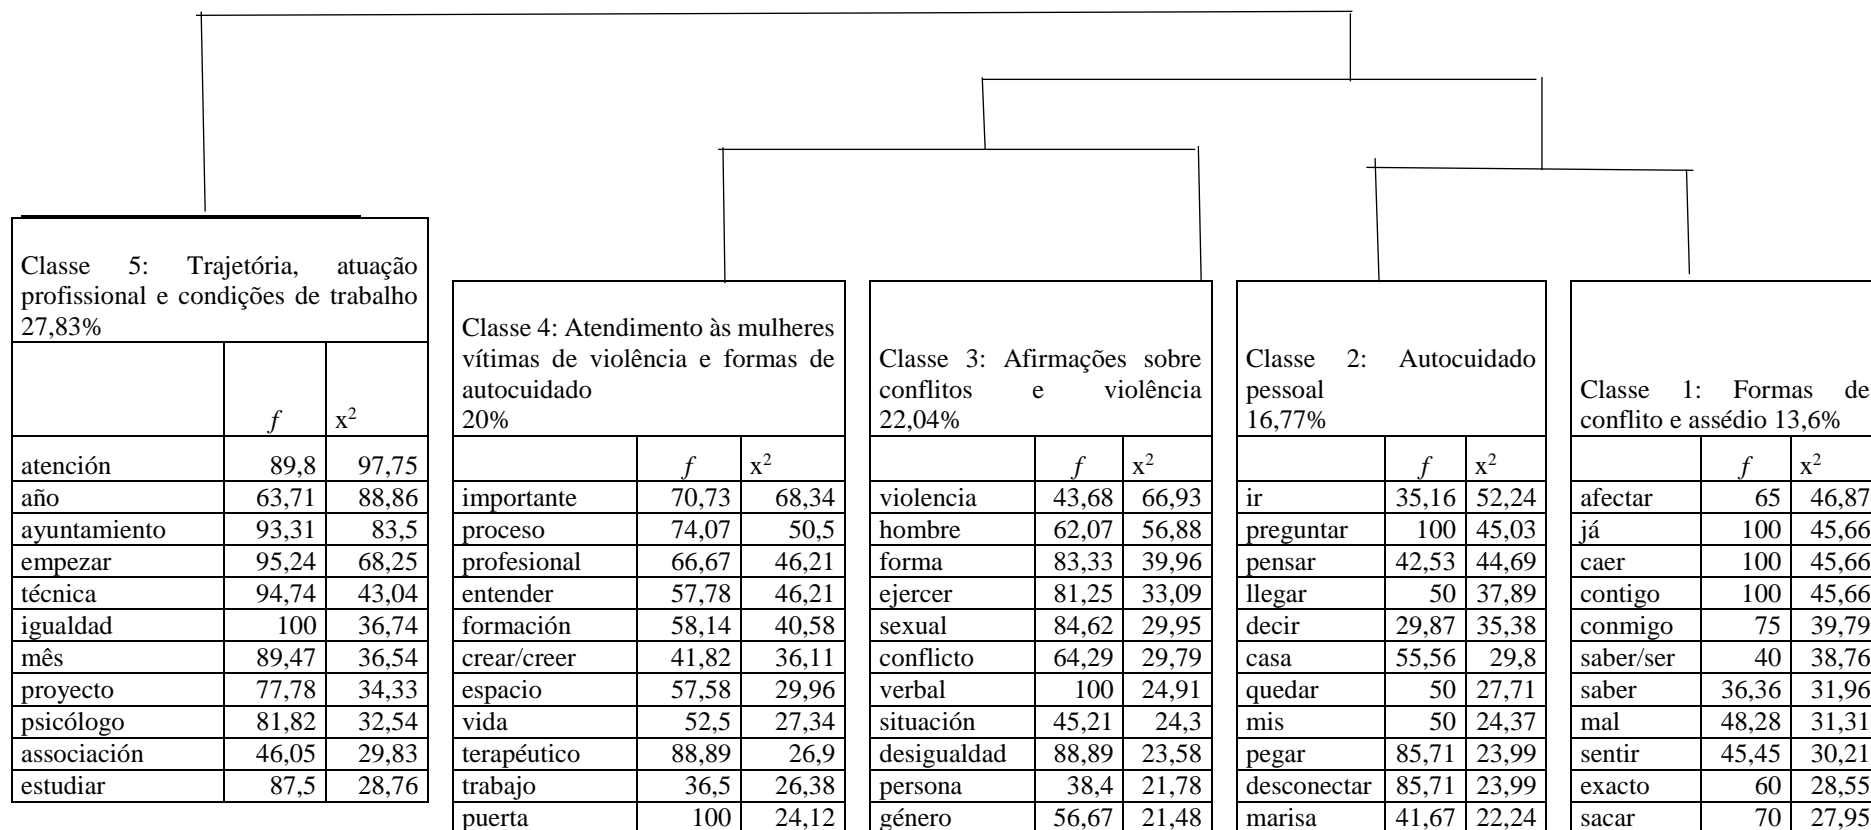 Classe 5: Trajetória, atuação
profissional e condições de trabalho
27,83%
f x²
atención 89,8 97,75
año 63,71 88,86
ayuntamiento 93,31 83,5
empezar 95,24 68,25
técnica 94,74 43,04
igualdad 100 36,74
mês 89,47 36,54
proyecto 77,78 34,33
psicólogo 81,82 32,54
associación 46,05 29,83
estudiar 87,5 28,76
Classe 4: Atendimento às mulheres
vítimas de violência e formas de
autocuidado
20%
f x²
importante 70,73 68,34
proceso 74,07 50,5
profesional 66,67 46,21
entender 57,78 46,21
formación 58,14 40,58
crear/creer 41,82 36,11
espacio 57,58 29,96
vida 52,5 27,34
terapéutico 88,89 26,9
trabajo 36,5 26,38
puerta 100 24,12
Classe 3: Afirmações sobre
conflitos e violência
22,04%
f x²
violencia 43,68 66,93
hombre 62,07 56,88
forma 83,33 39,96
ejercer 81,25 33,09
sexual 84,62 29,95
conflicto 64,29 29,79
verbal 100 24,91
situación 45,21 24,3
desigualdad 88,89 23,58
persona 38,4 21,78
género 56,67 21,48
Classe 2: Autocuidado
pessoal
16,77%
f x²
ir 35,16 52,24
preguntar 100 45,03
pensar 42,53 44,69
llegar 50 37,89
decir 29,87 35,38
casa 55,56 29,8
quedar 50 27,71
mis 50 24,37
pegar 85,71 23,99
desconectar 85,71 23,99
marisa 41,67 22,24
Classe 1: Formas de
conflito e assédio 13,6%
f x²
afectar 65 46,87
já 100 45,66
caer 100 45,66
contigo 100 45,66
conmigo 75 39,79
saber/ser 40 38,76
saber 36,36 31,96
mal 48,28 31,31
sentir 45,45 30,21
exacto 60 28,55
sacar 70 27,95